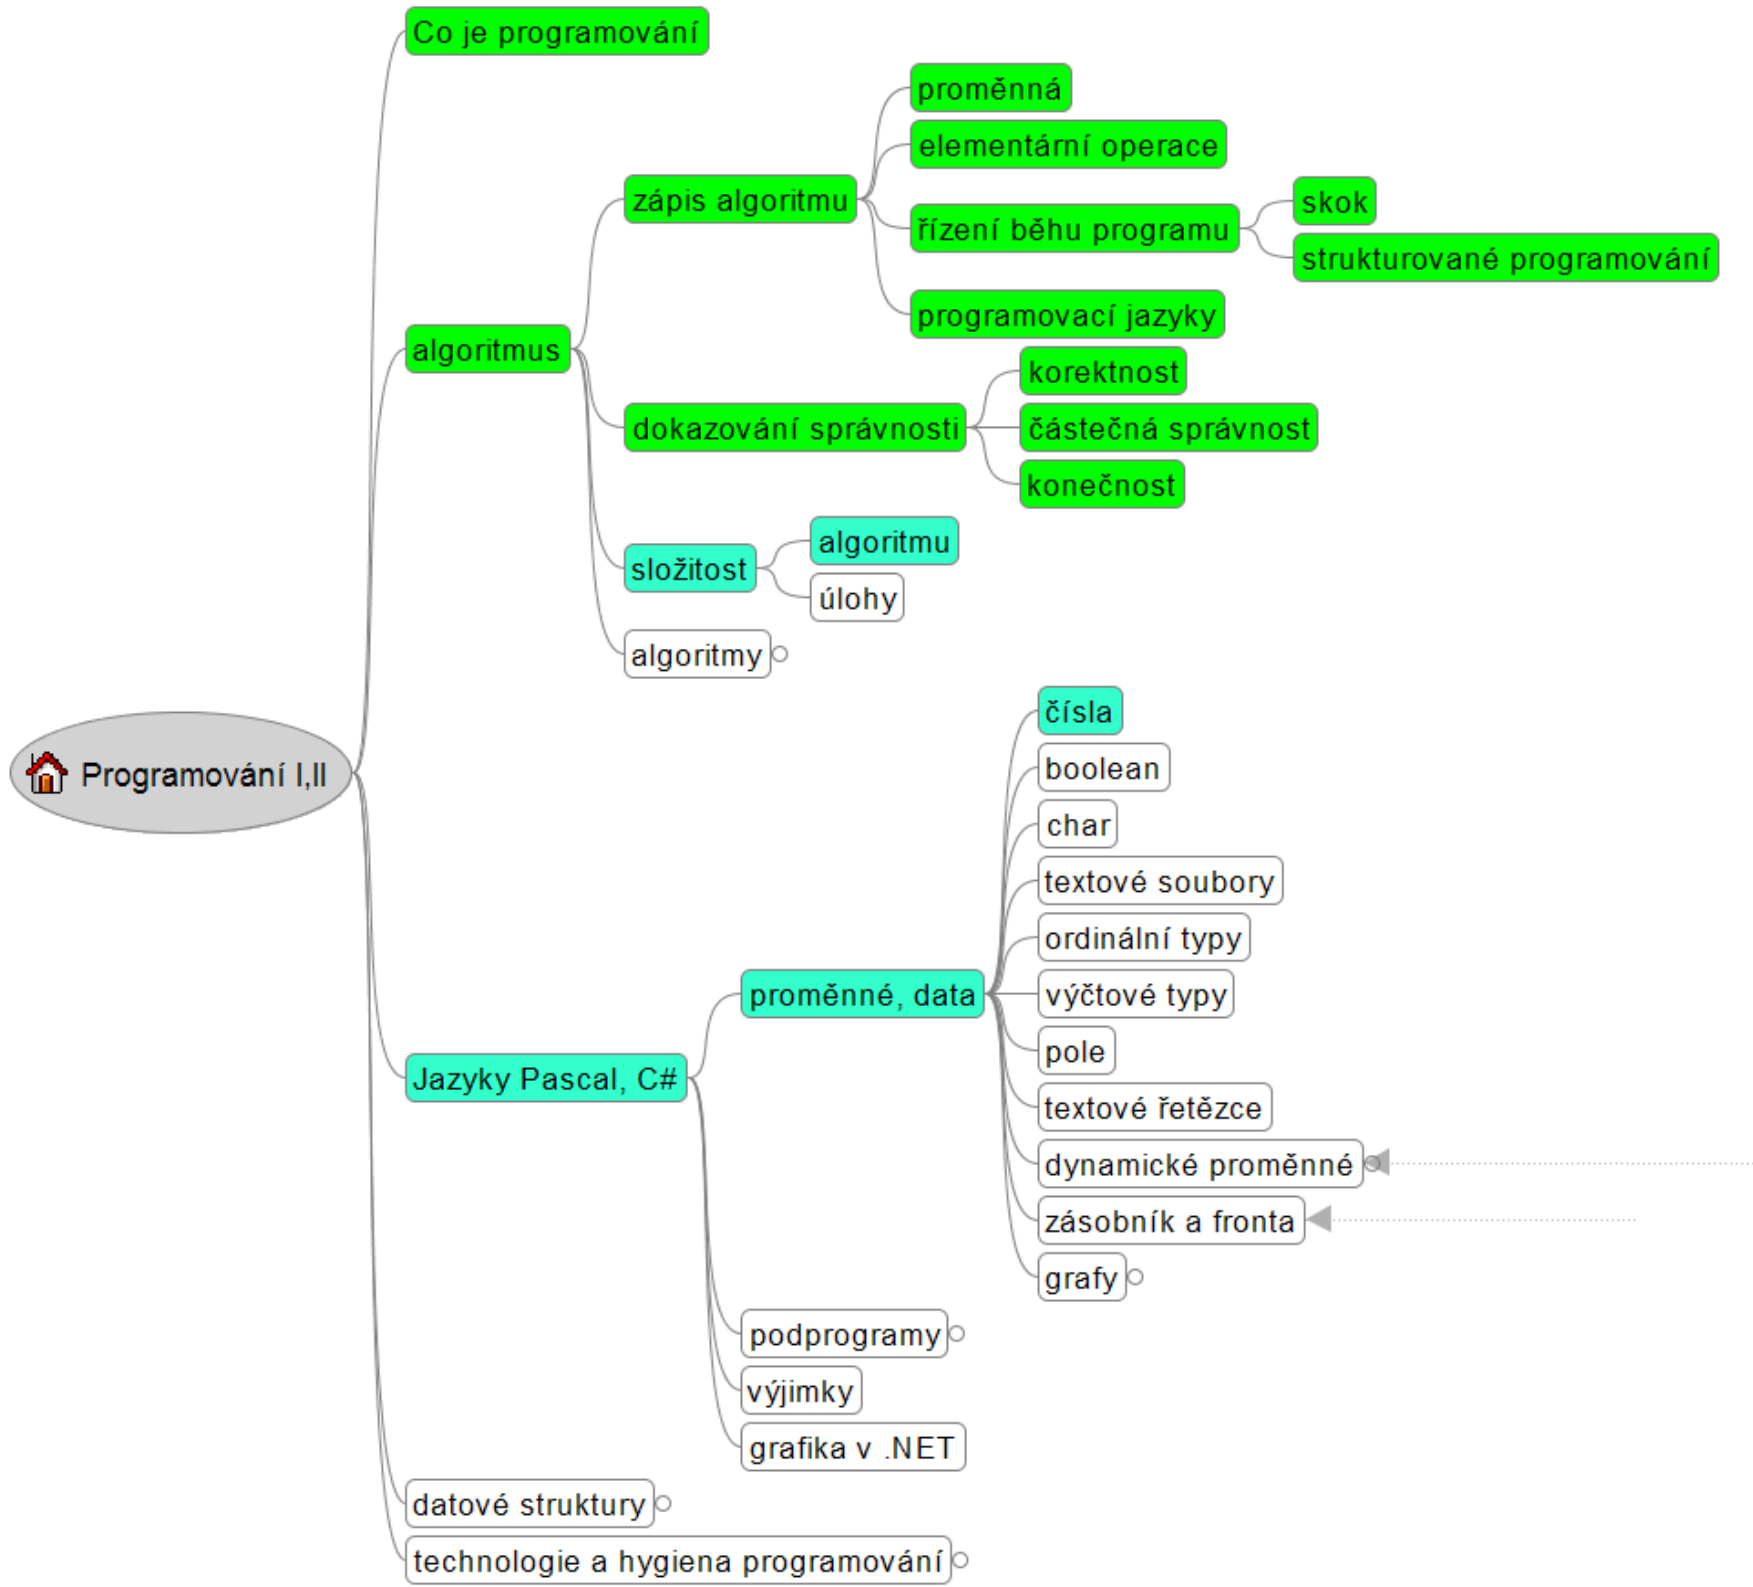 Co je programování
proměnná
elementární operace
zápis algoritmu
skok
řízení běhu programu
strukturované programování
programovací jazyky
algoritmus
korektnost
dokazování správnosti
částečná správnost
konečnost
algoritmu
složitost
úlohy
algoritmy
čísla
Programování I,II
boolean
char
textové soubory
ordinální typy
proměnné, data
výčtové typy
pole
Jazyky Pascal, C#
textové řetězce
dynamické proměnné
zásobník a fronta
grafy
podprogramy
výjimky
grafika v .NET
datové struktury
technologie a hygiena programování